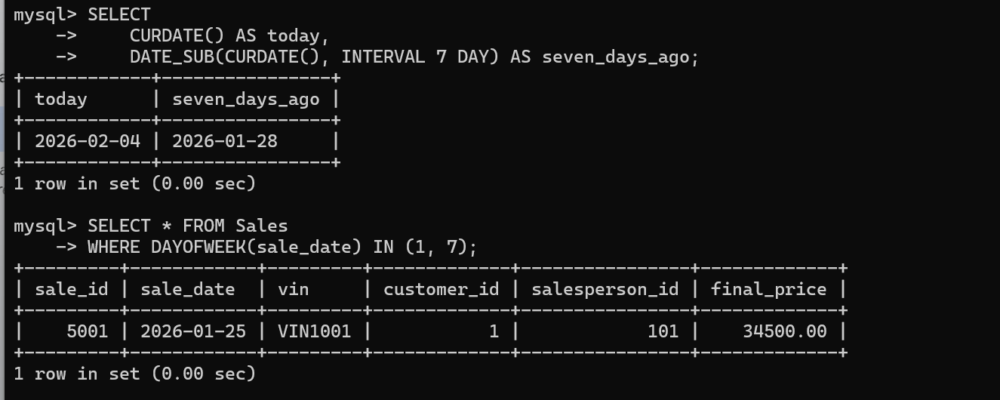 mysql> SELECT
    ->     CURDATE() AS today,
    ->     DATE_SUB(CURDATE(), INTERVAL 7 DAY) AS seven_days_ago;
+------------+----------------+
| today      | seven_days_ago |
+------------+----------------+
| 2026-02-04 | 2026-01-28     |
+------------+----------------+
1 row in set (0.00 sec)

mysql> SELECT * FROM Sales
    -> WHERE DAYOFWEEK(sale_date) IN (1, 7);
+---------+------------+---------+-------------+----------------+-------------+
| sale_id | sale_date  | vin     | customer_id | salesperson_id | final_price |
+---------+------------+---------+-------------+----------------+-------------+
|    5001 | 2026-01-25 | VIN1001 |           1 |            101 |    34500.00 |
+---------+------------+---------+-------------+----------------+-------------+
1 row in set (0.00 sec)